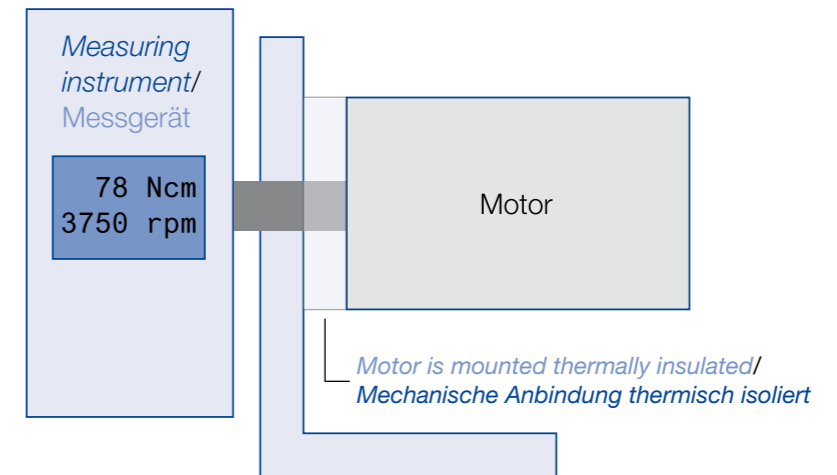 Measuring
instrument/
Messgerät
78 Ncm
3750 rpm
Motor
Motor is mounted thermally insulated/
Mechanische Anbindung thermisch isoliert